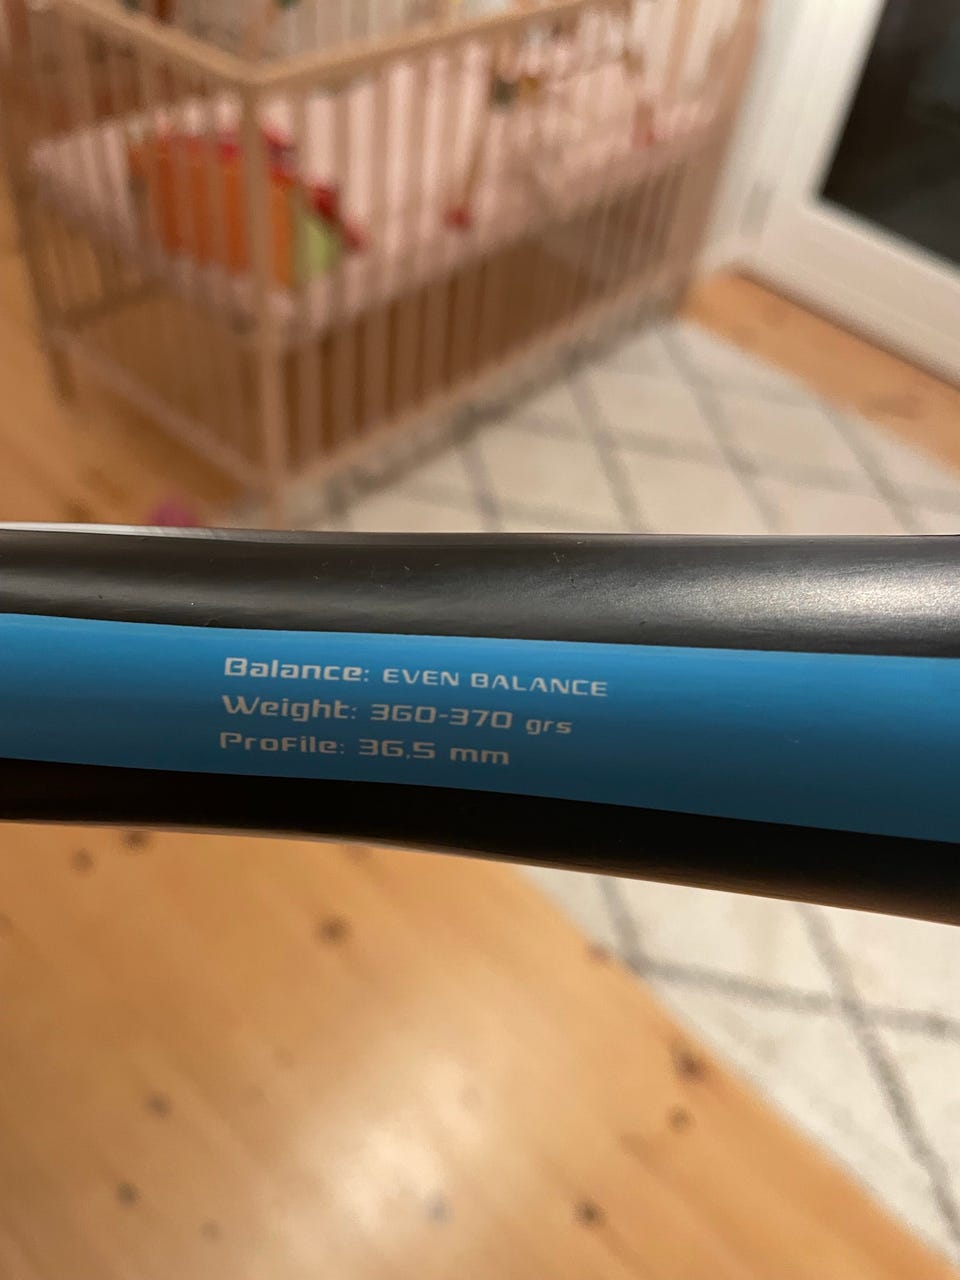 Balance: EVEN BALANCE
Weight: 360-370 grs
Profile: 36,5 mm